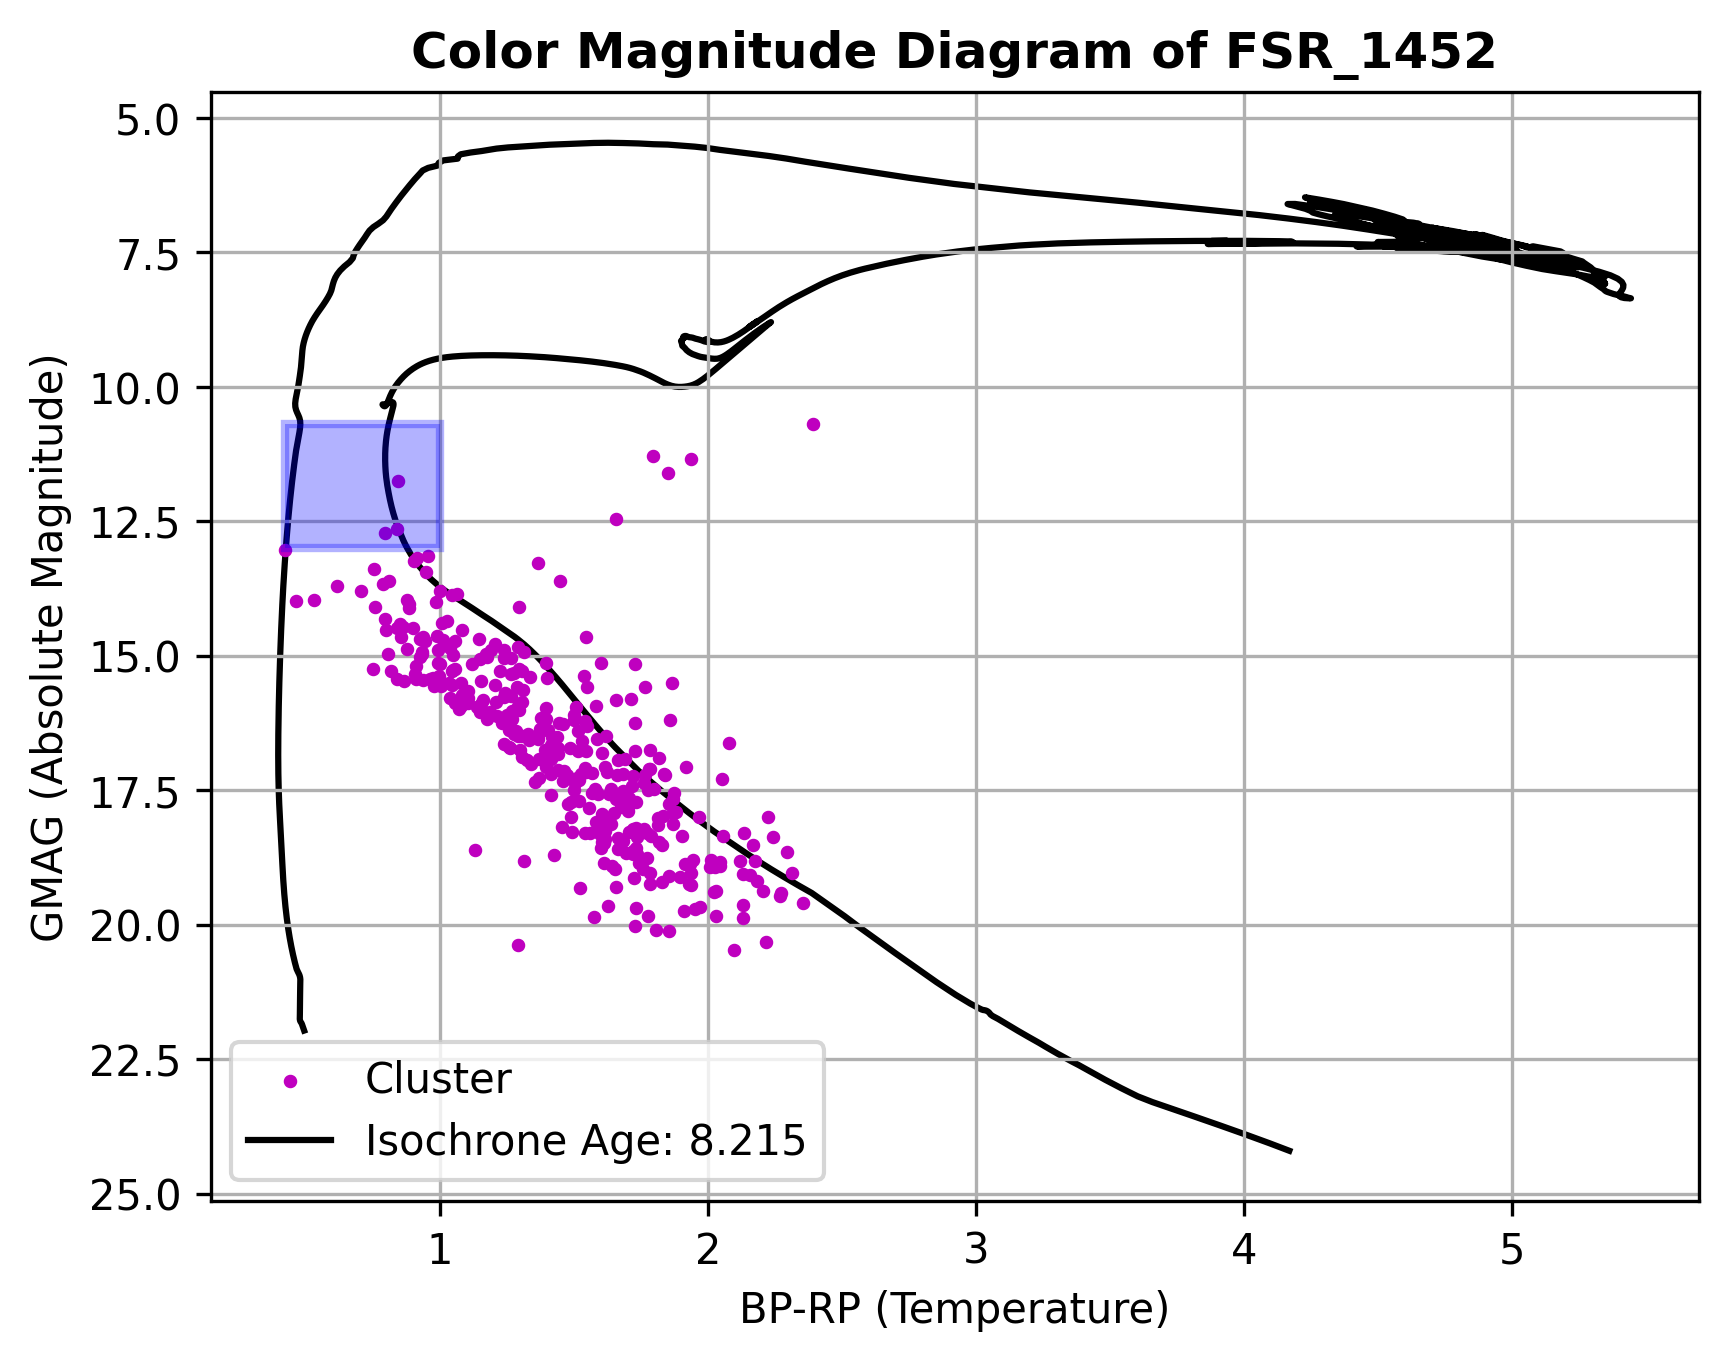 Color Magnitude Diagram of FSR_1452
GMAG (Absolute Magnitude)
5.0
7.5
10.0
12.5
15.0
17.5
20.0
22.5
25.0
Cluster
Isochrone Age: 8.215
1 2 3 4 5
BP-RP (Temperature)